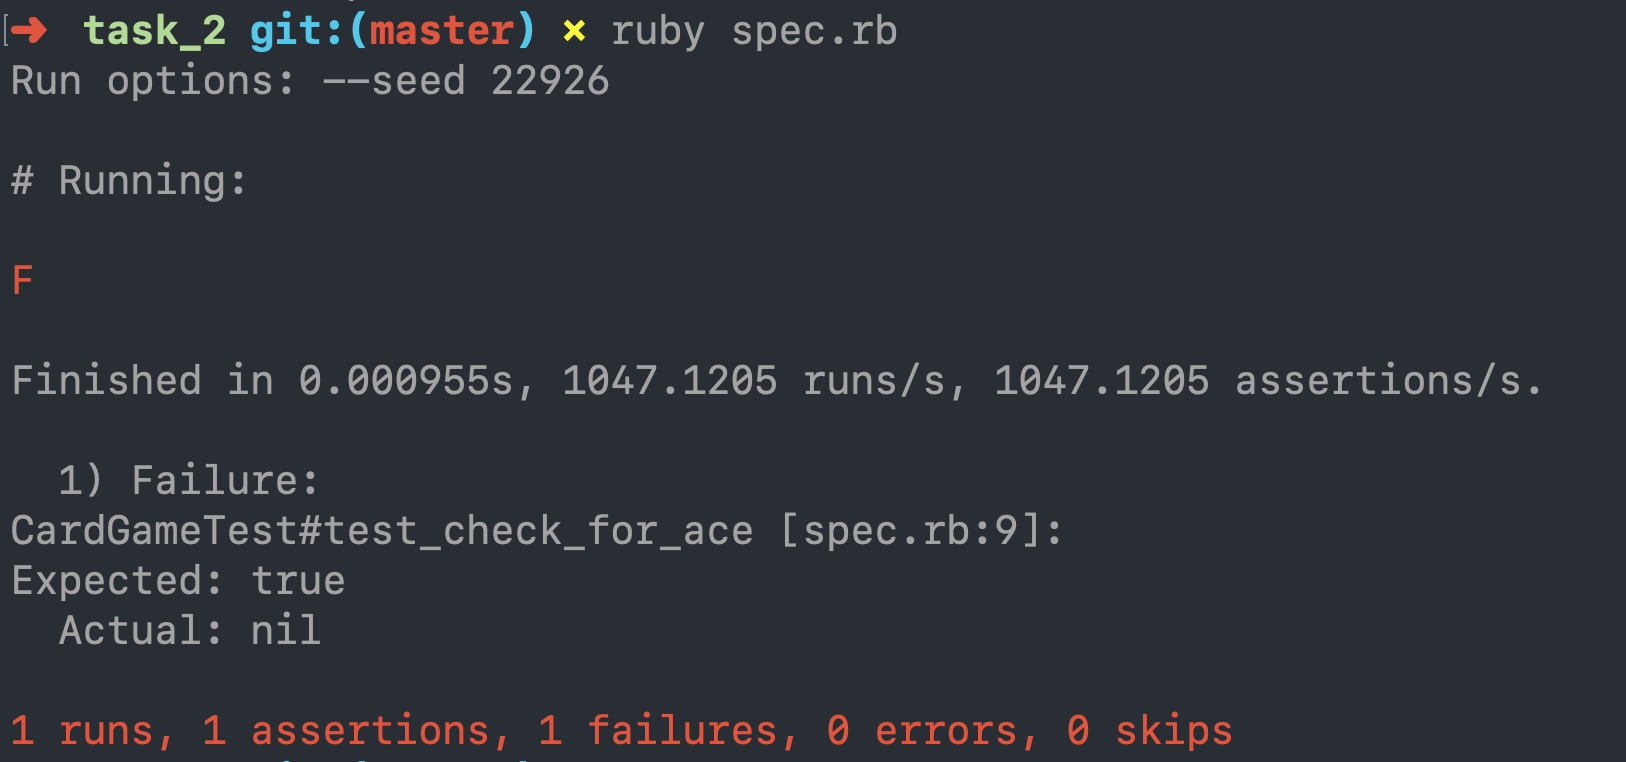 ➜ task_2 git:(master) ✗ ruby spec.rb
Run options: --seed 22926
# Running:
F
Finished in 0.000955s, 1047.1205 runs/s, 1047.1205 assertions/s.
1) Failure:
CardGameTest#test_check_for_ace [spec.rb:9]:
Expected: true
Actual: nil
1 runs, 1 assertions, 1 failures, 0 errors, 0 skips